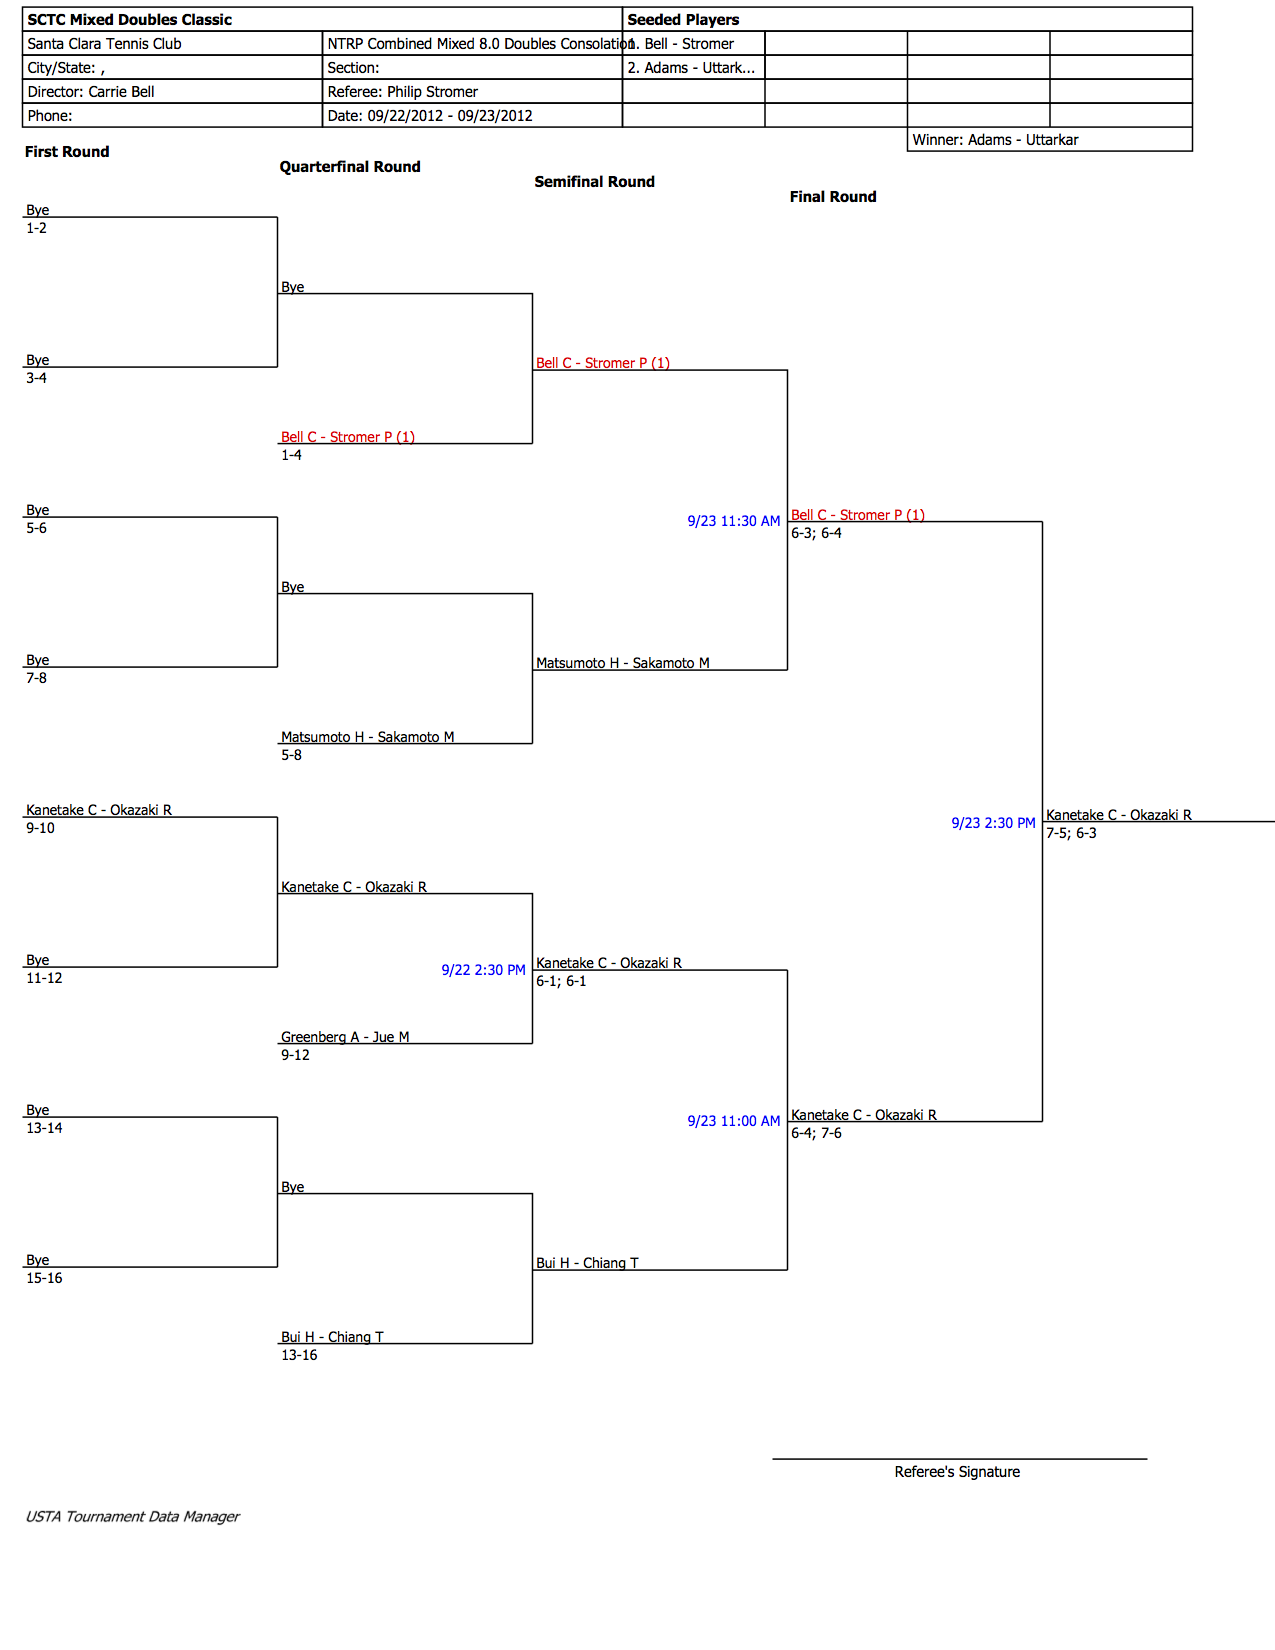 SCTC Mixed Doubles Classic
Seeded Players
Santa Clara Tennis Club
NTRP Combined Mixed 8.0 Doubles Consolation
1. Bell - Stromer
City/State: ,
Section:
2. Adams - Uttark...
Director: Carrie Bell
Referee: Philip Stromer
Phone:
Date: 09/22/2012 - 09/23/2012
Winner: Adams - Uttarkar
First Round
Quarterfinal Round
Semifinal Round
Final Round
Bye
1-2
Bye
Bye
3-4
Bell C - Stromer P (1)
Bell C - Stromer P (1)
1-4
Bye
5-6
9/23 11:30 AM
Bell C - Stromer P (1)
6-3; 6-4
Bye
Bye
7-8
Matsumoto H - Sakamoto M
Matsumoto H - Sakamoto M
5-8
Kanetake C - Okazaki R
9-10
9/23 2:30 PM
Kanetake C - Okazaki R
7-5; 6-3
Kanetake C - Okazaki R
Bye
11-12
9/22 2:30 PM
Kanetake C - Okazaki R
6-1; 6-1
Greenberg A - Jue M
9-12
Bye
13-14
9/23 11:00 AM
Kanetake C - Okazaki R
6-4; 7-6
Bye
Bye
15-16
Bui H - Chiang T
Bui H - Chiang T
13-16
Referee's Signature
USTA Tournament Data Manager